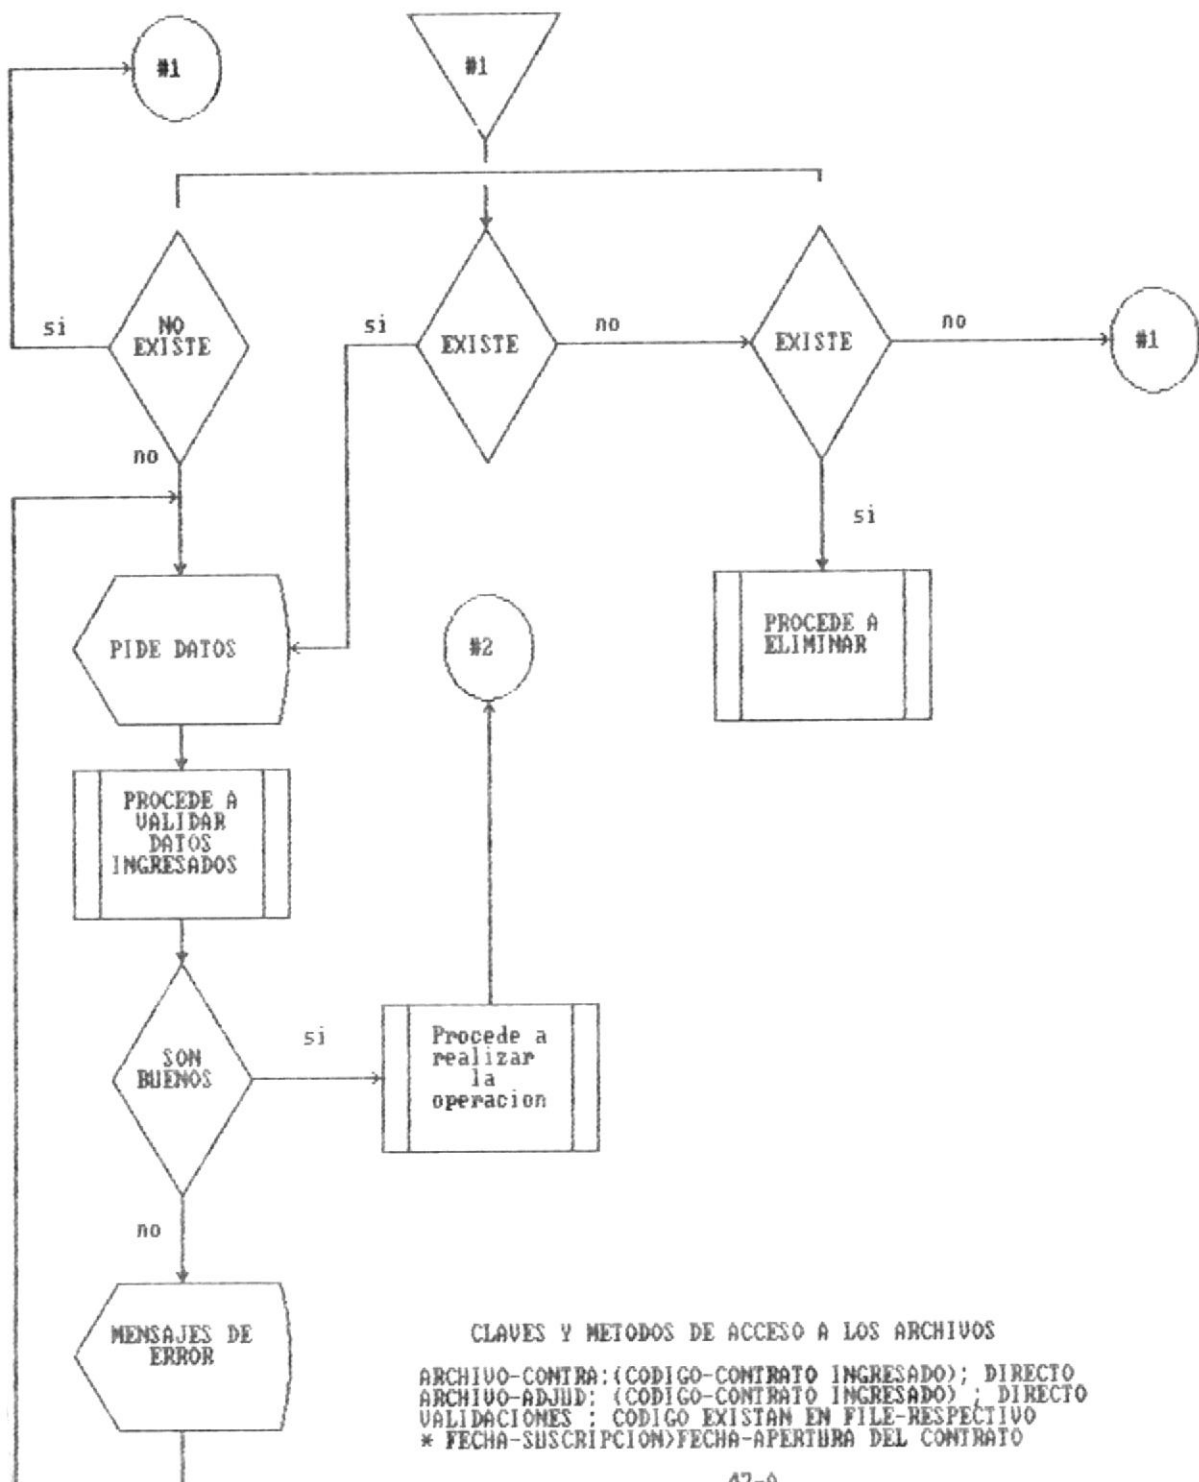 #1
#1
si
NO
EXISTE
si
EXISTE
no
EXISTE
no
#1
no
si
PIDE DATOS
#2
PROCEDE A
ELIMINAR
PROCEDE A
VALIDAR
DATOS
INGRESADOS
SON
BUENOS
si
Procede a
realizar
la
operacion
no
MENSAJES DE
ERROR
CLAVES Y METODOS DE ACCESO A LOS ARCHIVOS
ARCHIVO-CONTRA:(CODIGO-CONTRATO INGRESADO); DIRECTO
ARCHIVO-ADJUD: (CODIGO-CONTRATO INGRESADO) ; DIRECTO
VALIDACIONES : CODIGO EXISTAN EN FILE-RESPECTIVO
* FECHA-SUSCRIPCION>FECHA-APERTURA DEL CONTRATO